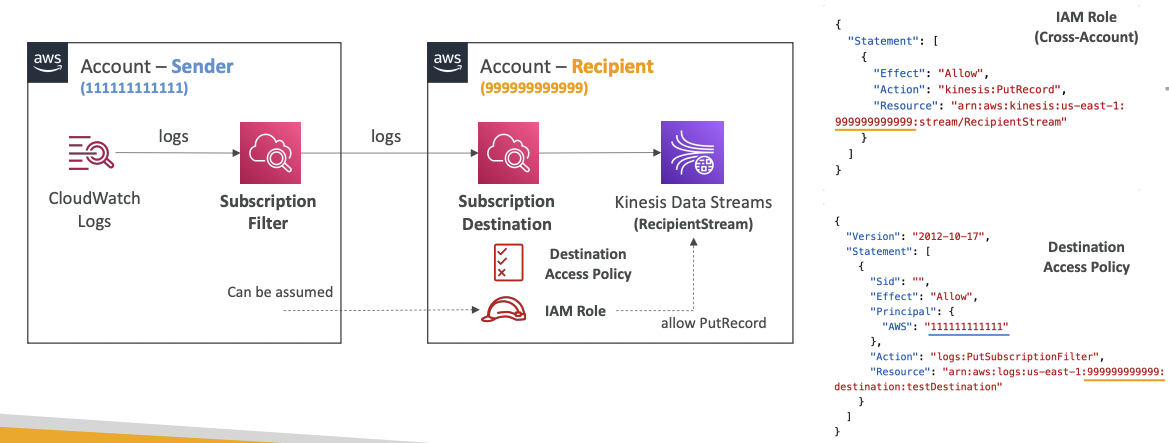 aws
Account – Sender
(111111111111)
logs
CloudWatch
Logs
Subscription
Filter
Can be assumed
logs
aws
Account – Recipient
(999999999999)
Subscription
Destination
Kinesis Data Streams
(RecipientStream)
Destination
Access Policy
IAM Role
allow PutRecord
IAM Role
(Cross-Account)
{
"Statement": [
{
"Effect": "Allow",
"Action": "kinesis:PutRecord",
"Resource": "arn:aws:kinesis:us-east-1:
999999999999:stream/RecipientStream"
}
]
}
Destination
Access Policy
{
"Version": "2012-10-17",
"Statement": [
{
"Sid": "",
"Effect": "Allow",
"Principal": {
"AWS": "111111111111"
},
"Action": "logs:PutSubscriptionFilter",
"Resource": "arn:aws:logs:us-east-1:999999999999:
destination:testDestination"
}
]
}